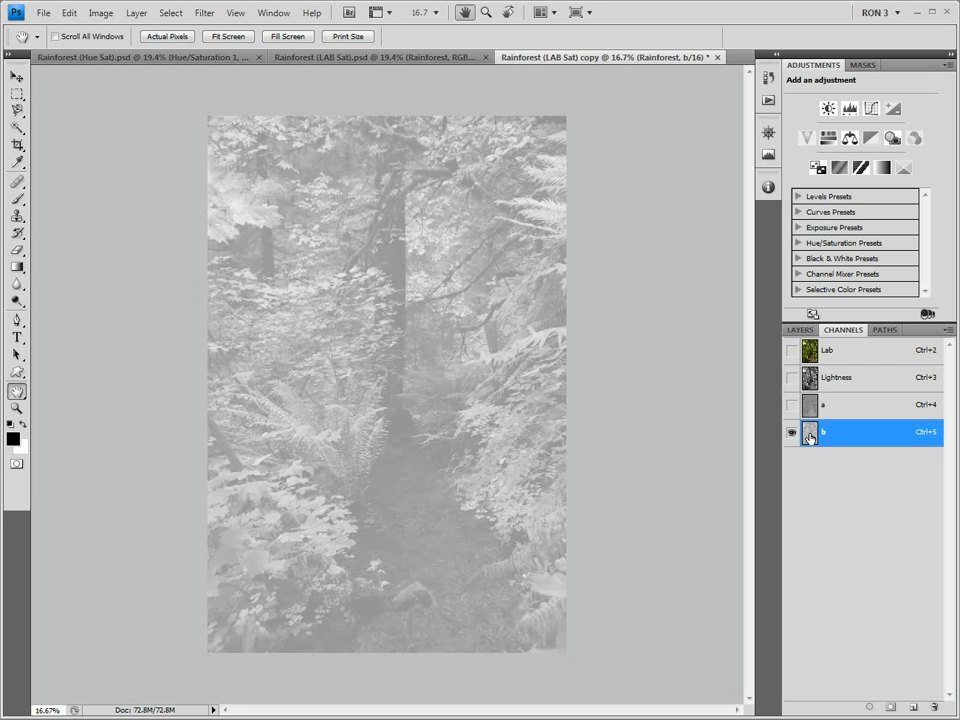 Ps File Edit Image Layer Select Filter View Window Help Br 16.7 RON 3
Scroll All Windows Actual Pixels Fit Screen Fill Screen Print Size
Rainforest (Hue Sat).psd @ 19.4% (Hue/Saturation 1, ... × Rainforest (LAB Sat).psd @ 19.4% (Rainforest, RGB... × Rainforest (LAB Sat) copy @ 16.7% (Rainforest, b/16) * ×
ADJUSTMENTS MASKS
Add an adjustment
Levels Presets
Curves Presets
Exposure Presets
Hue/Saturation Presets
Black & White Presets
Channel Mixer Presets
Selective Color Presets
LAYERS CHANNELS PATHS
Lab Ctrl+2
Lightness Ctrl+3
a Ctrl+4
b Ctrl+5
16.67% Doc: 72.8M/72.8M